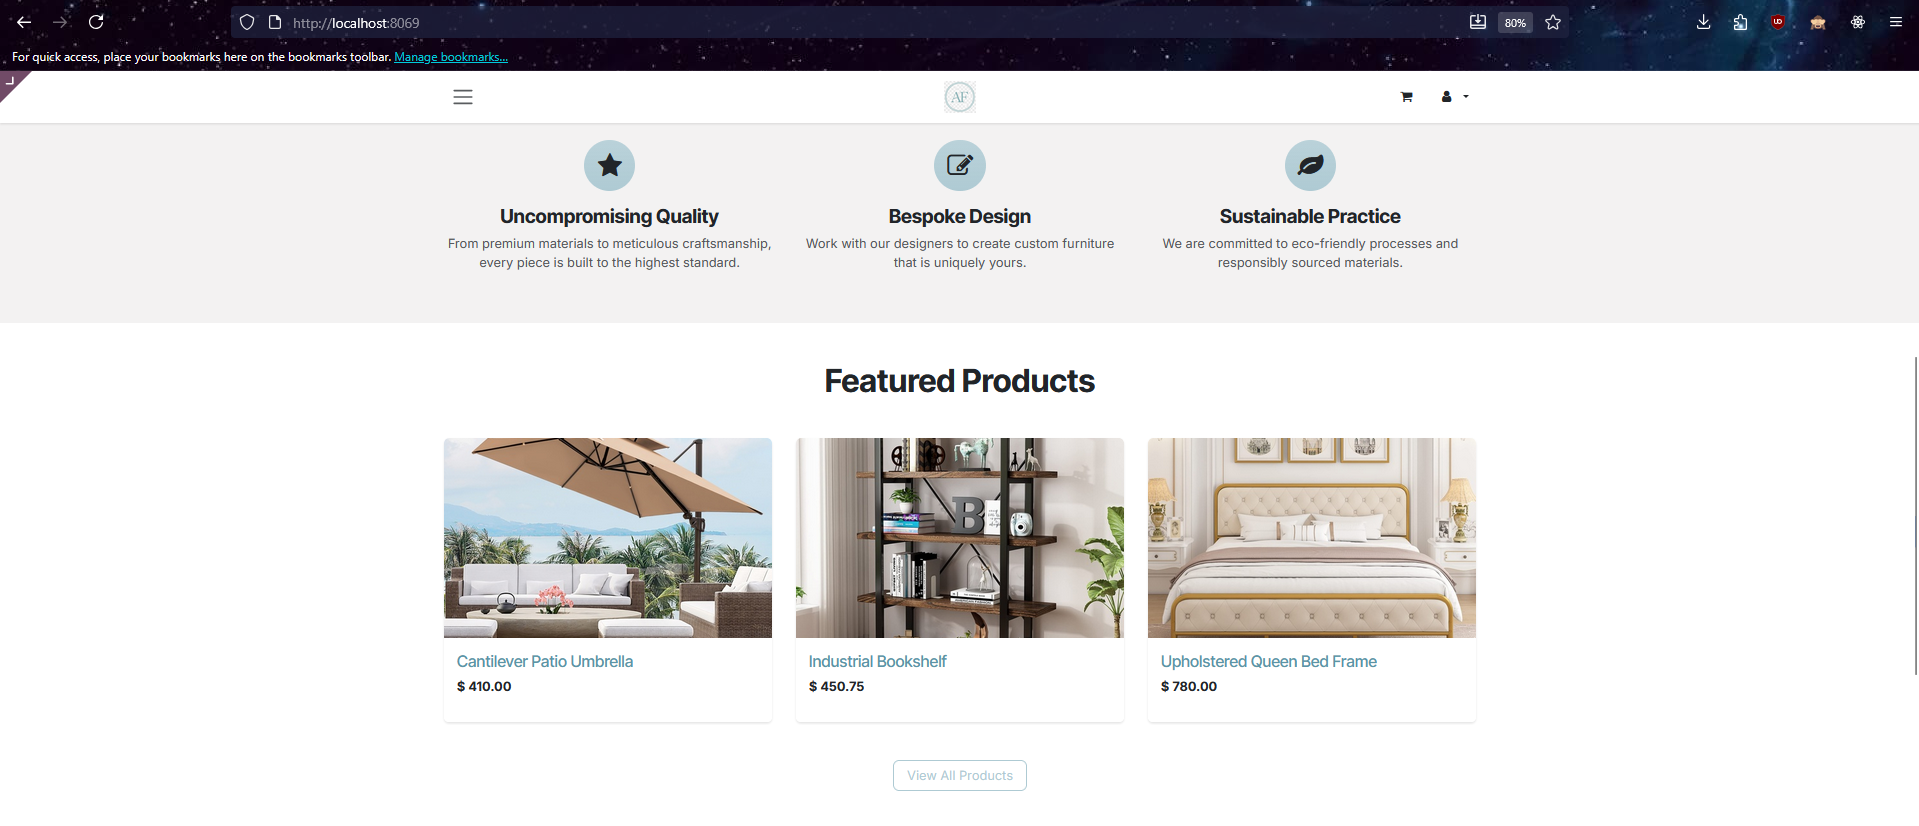 http://localhost:8069
80%
For quick access, place your bookmarks here on the bookmarks toolbar. Manage bookmarks...
AF
Uncompromising Quality
From premium materials to meticulous craftsmanship,
every piece is built to the highest standard.
Bespoke Design
Work with our designers to create custom furniture
that is uniquely yours.
Sustainable Practice
We are committed to eco-friendly processes and
responsibly sourced materials.
Featured Products
B
Cantilever Patio Umbrella
$ 410.00
Industrial Bookshelf
$ 450.75
Upholstered Queen Bed Frame
$ 780.00
View All Products